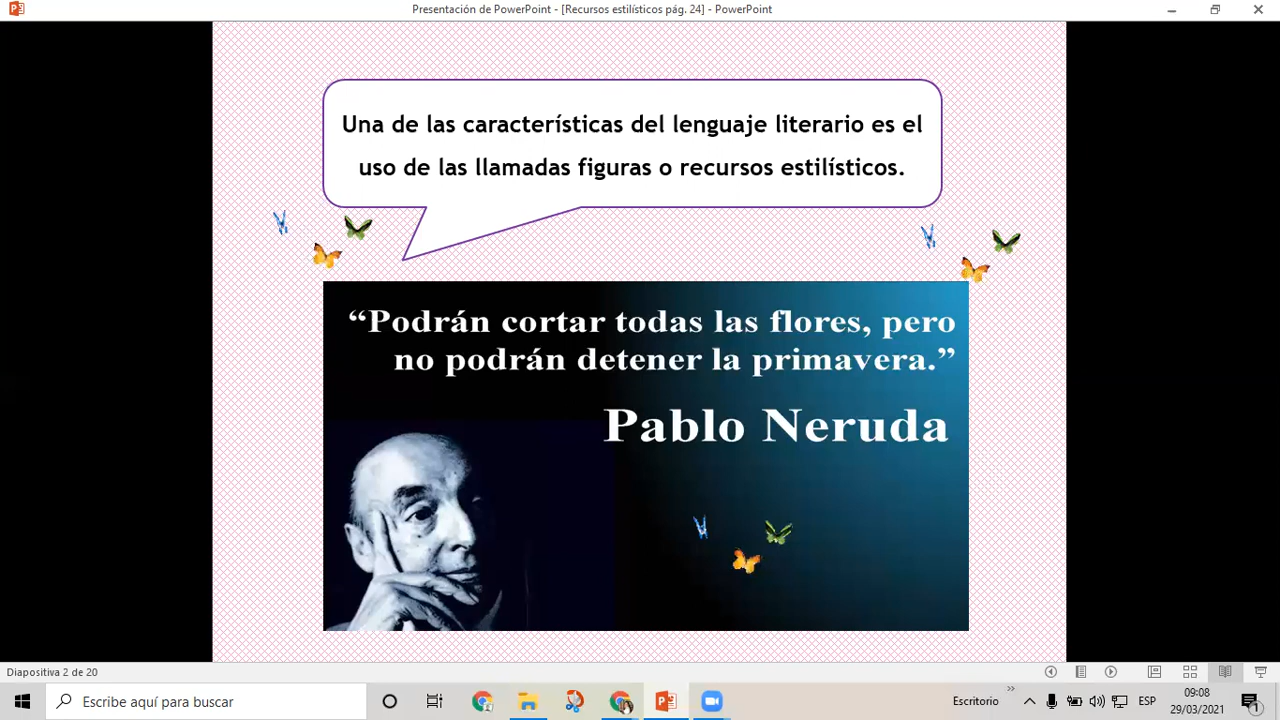 Presentación de PowerPoint - [Recursos estilísticos pág. 24] - PowerPoint
Una de las características del lenguaje literario es el
uso de las llamadas figuras o recursos estilísticos.
“Podrán cortar todas las flores, pero
no podrán detener la primavera.”
Pablo Neruda
Diapositiva 2 de 20
Escribe aquí para buscar
Escritorio
ESP
09:08
29/03/2021
1